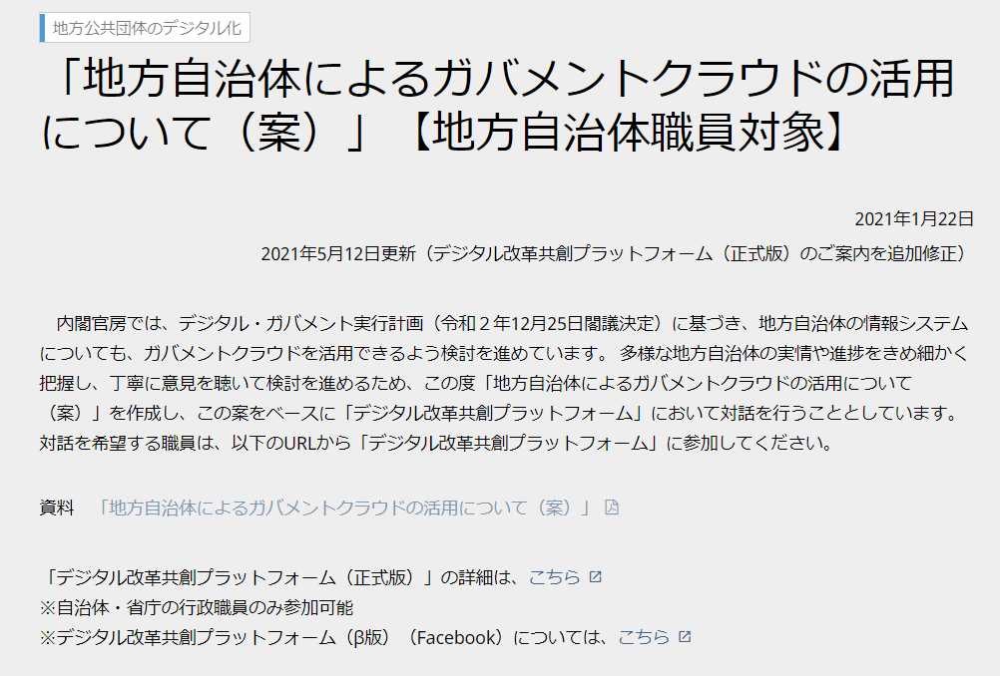 地方公共団体のデジタル化
「地方自治体によるガバメントクラウドの活用
について（案）」【地方自治体職員対象】
2021年1月22日
2021年5月12日更新（デジタル改革共創プラットフォーム（正式版）のご案内を追加修正）
内閣官房では、デジタル・ガバメント実行計画（令和２年12月25日閣議決定）に基づき、地方自治体の情報システム
についても、ガバメントクラウドを活用できるよう検討を進めています。 多様な地方自治体の実情や進捗をきめ細かく
把握し、丁寧に意見を聴いて検討を進めるため、この度「地方自治体によるガバメントクラウドの活用について
（案）」を作成し、この案をベースに「デジタル改革共創プラットフォーム」において対話を行うこととしています。
対話を希望する職員は、以下のURLから「デジタル改革共創プラットフォーム」に参加してください。
資料 「地方自治体によるガバメントクラウドの活用について（案）」
「デジタル改革共創プラットフォーム（正式版）」の詳細は、こちら
※自治体・省庁の行政職員のみ参加可能
※デジタル改革共創プラットフォーム（β版）（Facebook）については、こちら